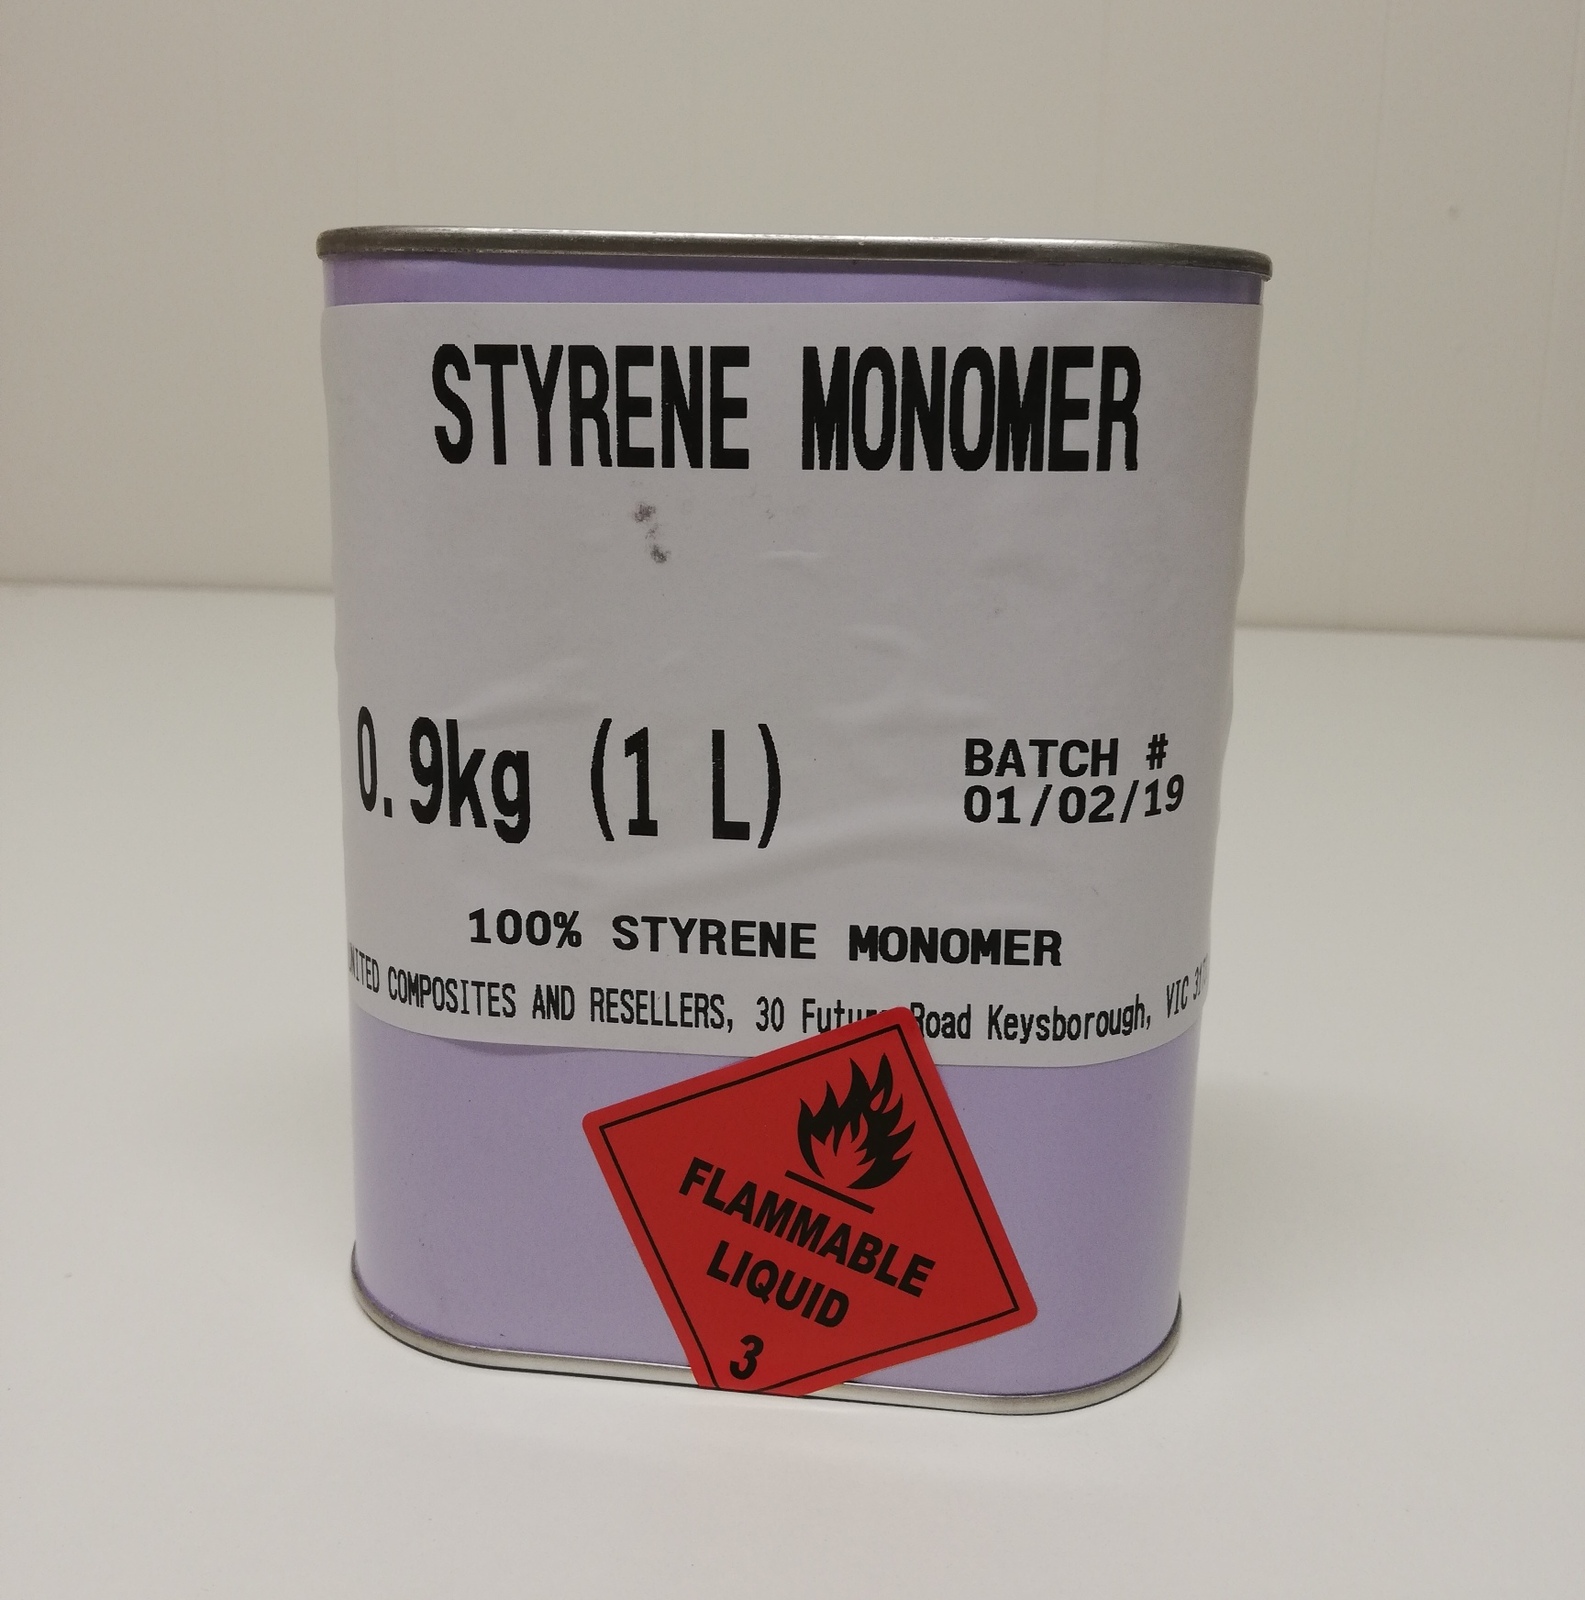 STYRENE MONOMER
0.9kg (1 L)
BATCH #
01/02/19
100% STYRENE MONOMER
COMPOSITES AND RESELLERS, 30 Road Keysborough, VIC
FLAMMABLE
LIQUID
3